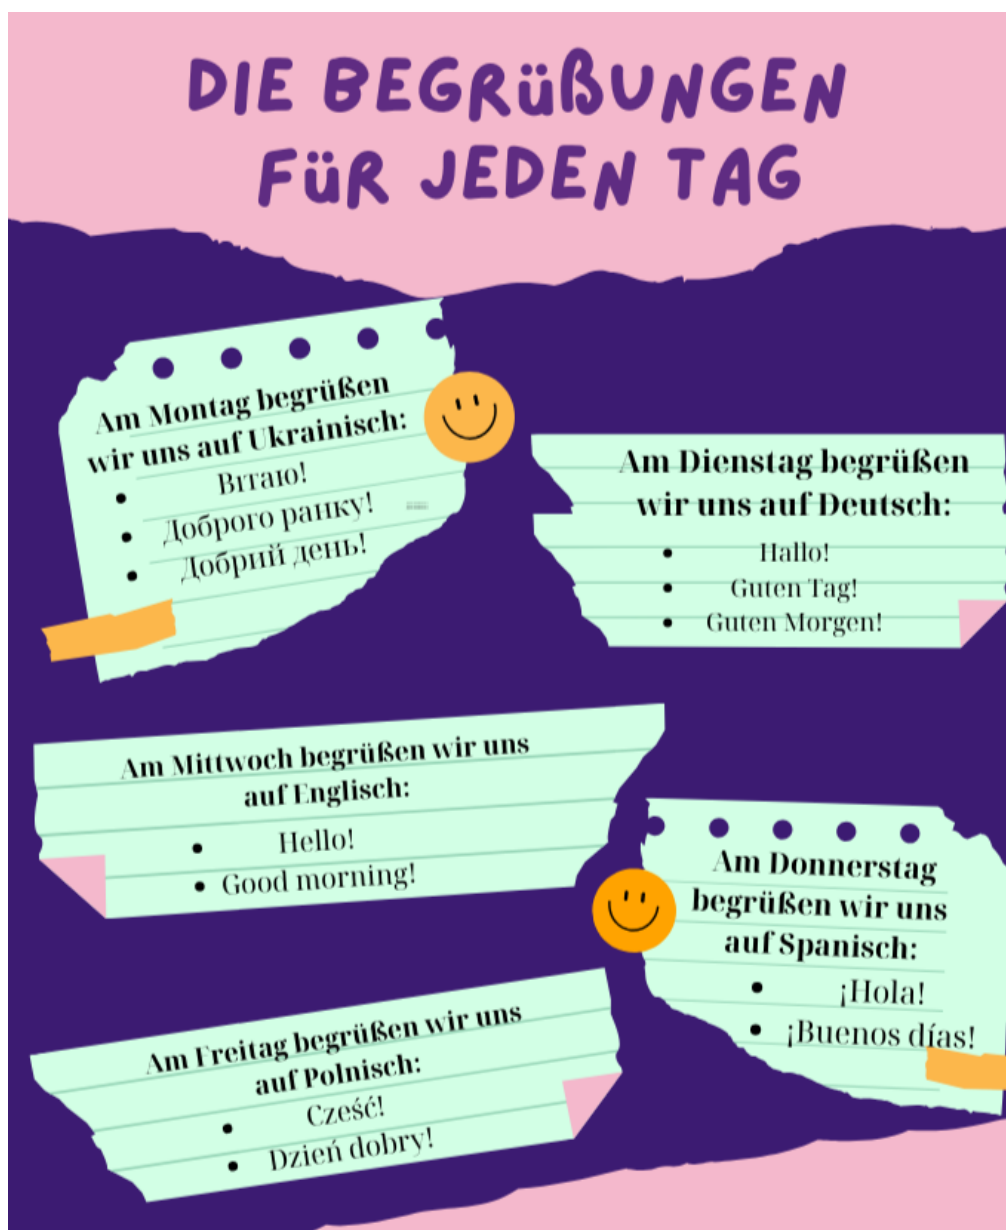 DIE BEGRüßUNGEN
FüR JEDEN TAG
Am Montag begrüßen
wir uns auf Ukrainisch:
• Вітаю!
• Доброго ранку!
• Добрий день!
Am Dienstag begrüßen
wir uns auf Deutsch:
• Hallo!
• Guten Tag!
• Guten Morgen!
Am Mittwoch begrüßen wir uns
auf Englisch:
• Hello!
• Good morning!
Am Donnerstag
begrüßen wir uns
auf Spanisch:
• ¡Hola!
• ¡Buenos días!
Am Freitag begrüßen wir uns
auf Polnisch:
• Cześć!
• Dzień dobry!